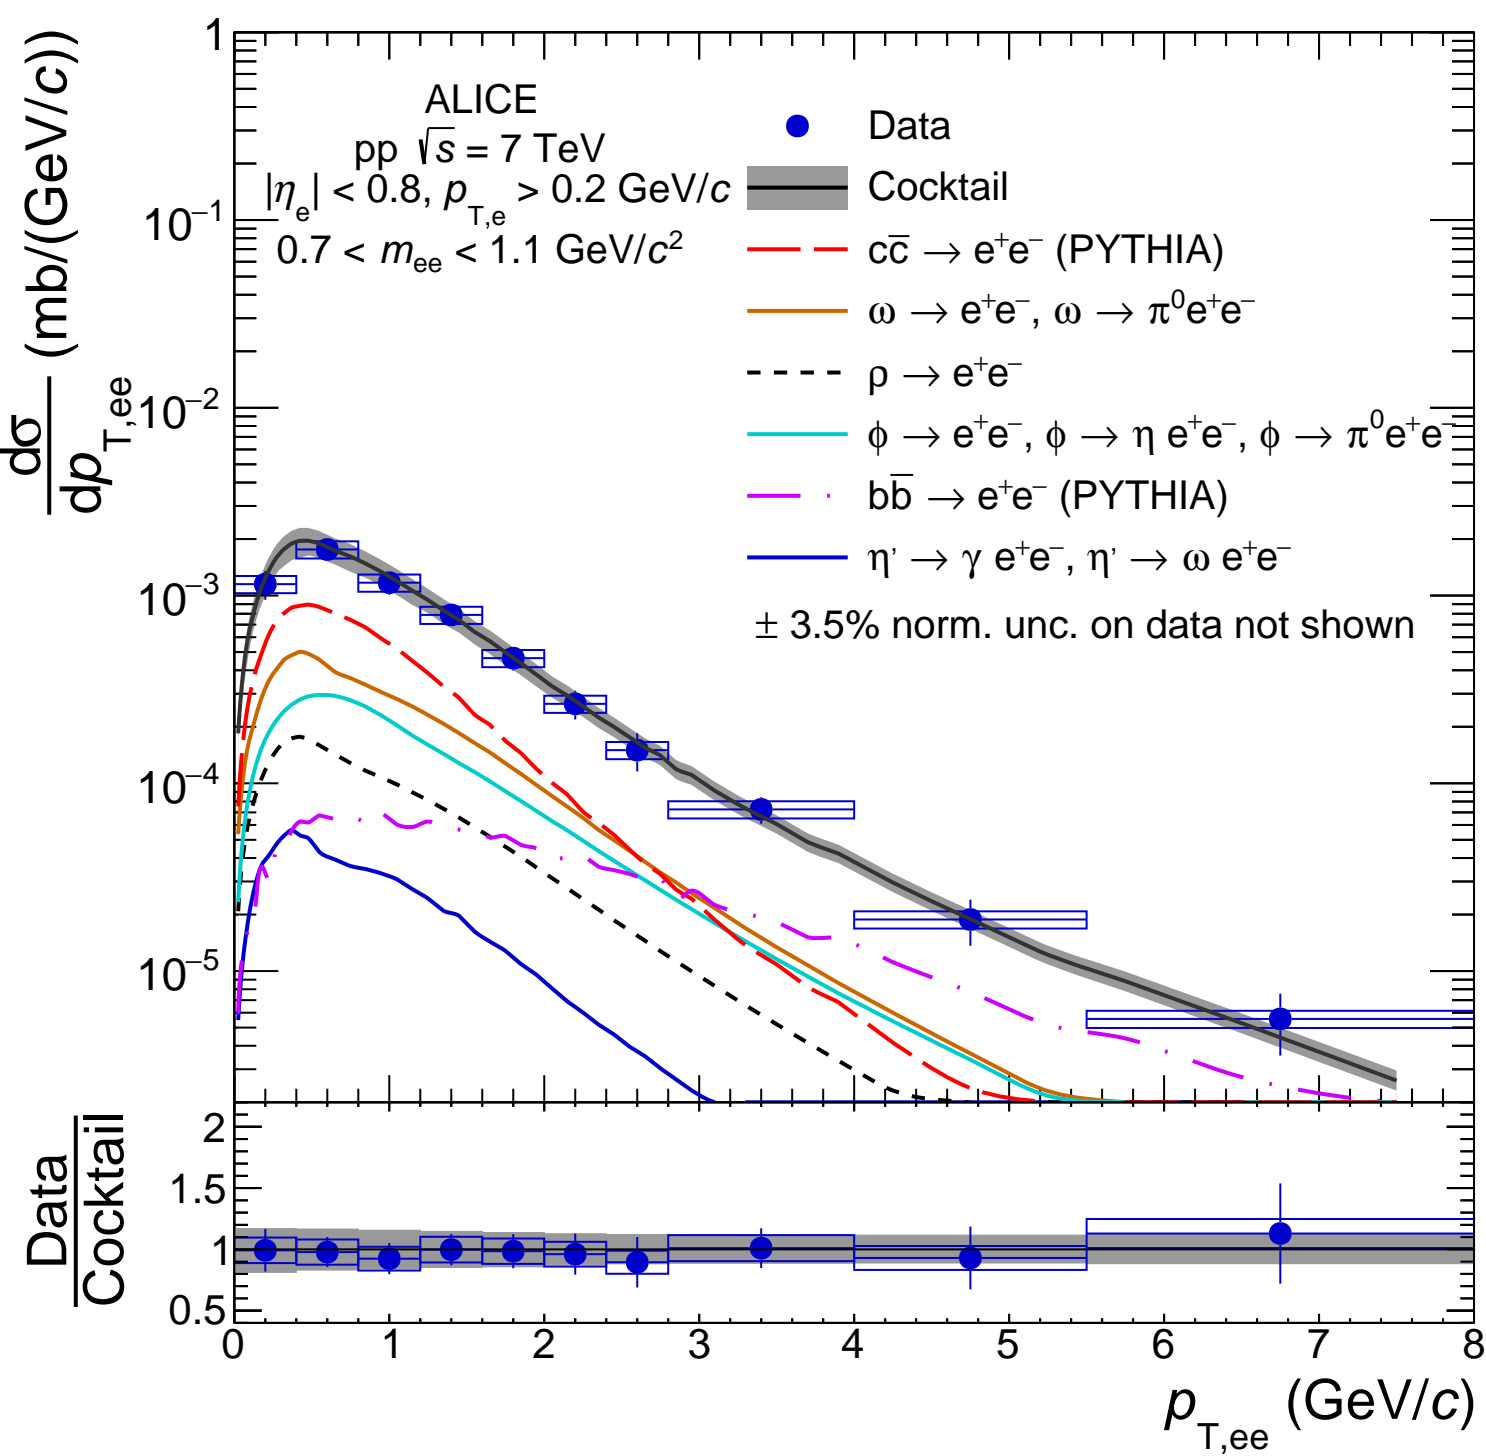 ALICE
pp √s = 7 TeV
|η_e| < 0.8, p_T,e > 0.2 GeV/c
0.7 < m_ee < 1.1 GeV/c²
Data
Cocktail
cc̅ → e⁺e⁻ (PYTHIA)
ω → e⁺e⁻, ω → π⁰e⁺e⁻
ρ → e⁺e⁻
ϕ → e⁺e⁻, ϕ → η e⁺e⁻, ϕ → π⁰e⁺e⁻
bb̅ → e⁺e⁻ (PYTHIA)
η' → γ e⁺e⁻, η' → ω e⁺e⁻
± 3.5% norm. unc. on data not shown
dσ
dp_T,ee
(mb/(GeV/c))
1
10⁻¹
10⁻²
10⁻³
10⁻⁴
10⁻⁵
Data
Cocktail
2
1.5
1
0.5
0 1 2 3 4 5 6 7 8
p_T,ee (GeV/c)